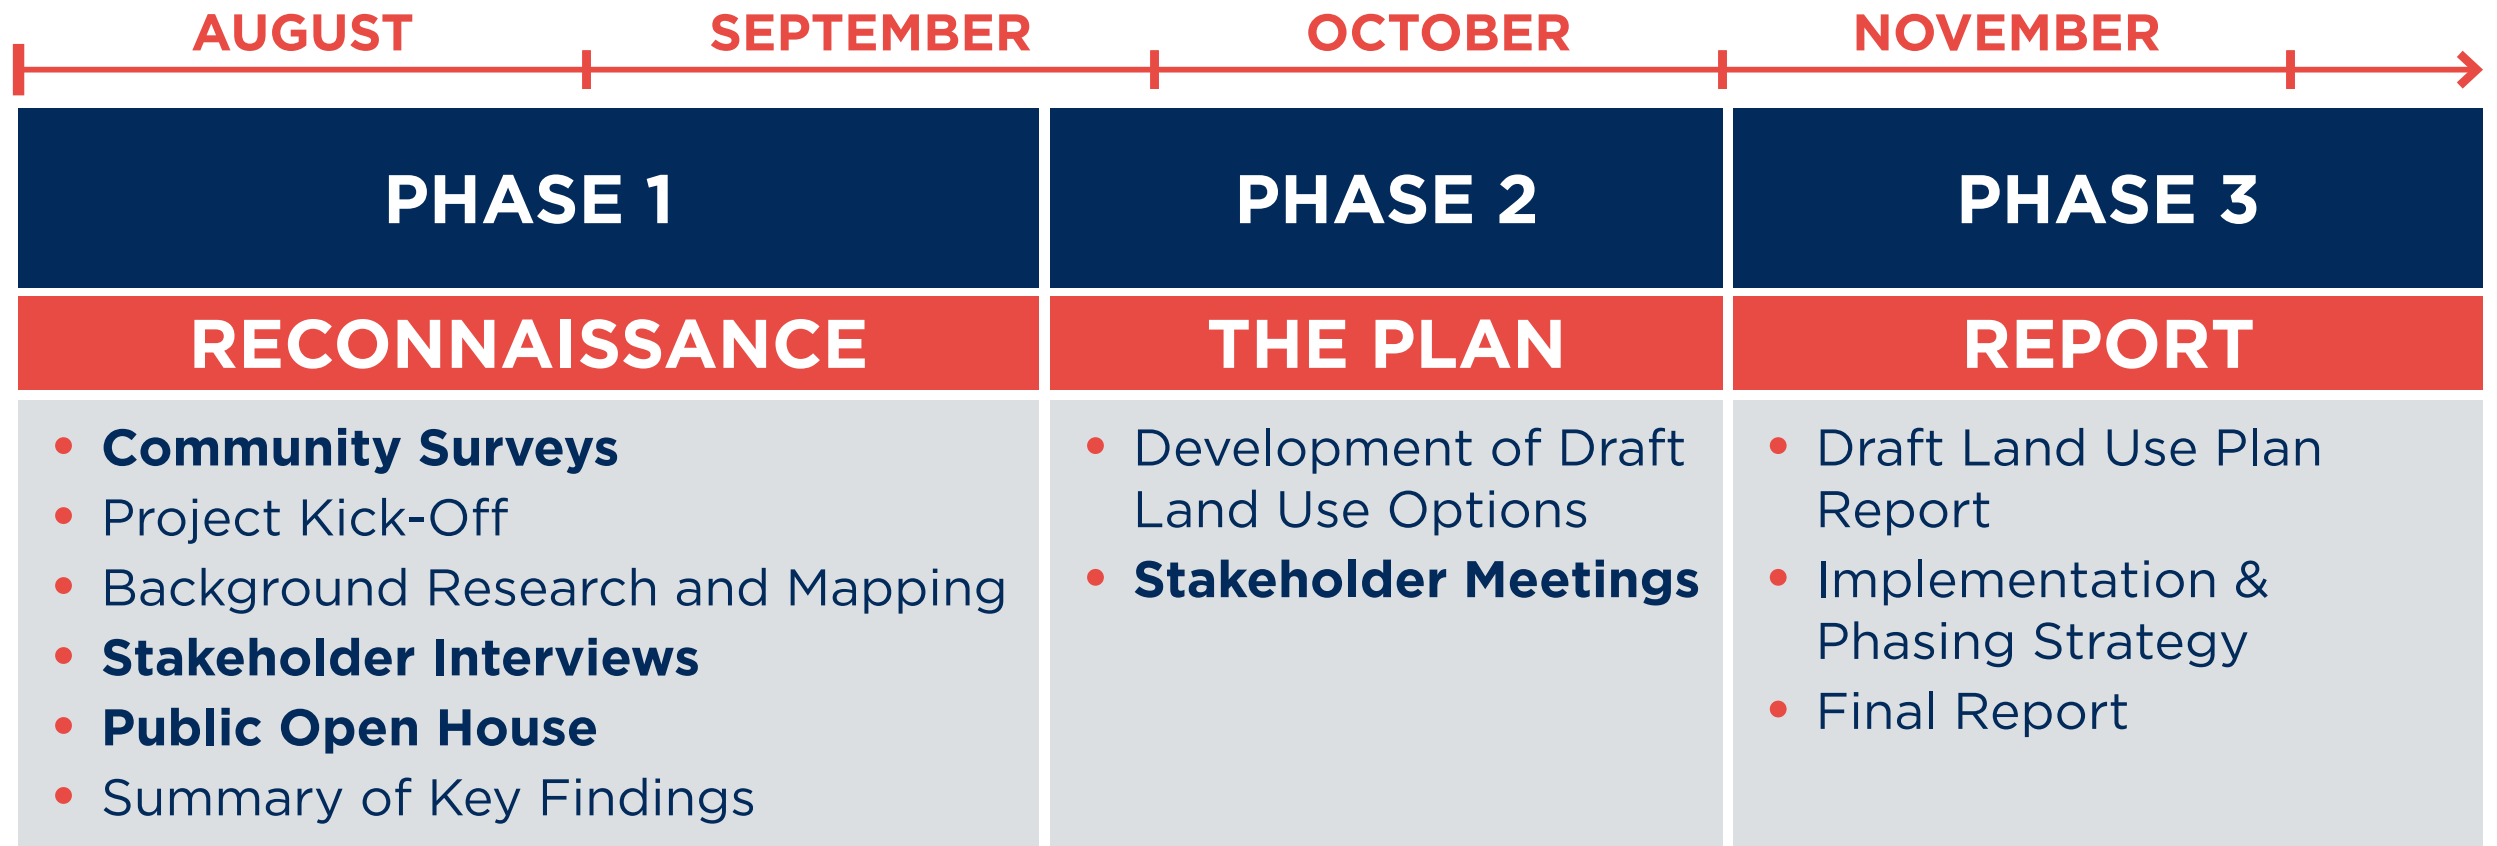 AUGUST SEPTEMBER OCTOBER NOVEMBER
PHASE 1
RECONNAISSANCE
Community Surveys
Project Kick-Off
Background Research and Mapping
Stakeholder Interviews
Public Open House
Summary of Key Findings
PHASE 2
THE PLAN
Development of Draft
Land Use Options
Stakeholder Meetings
PHASE 3
REPORT
Draft Land Use Plan
Report
Implementation &
Phasing Strategy
Final Report